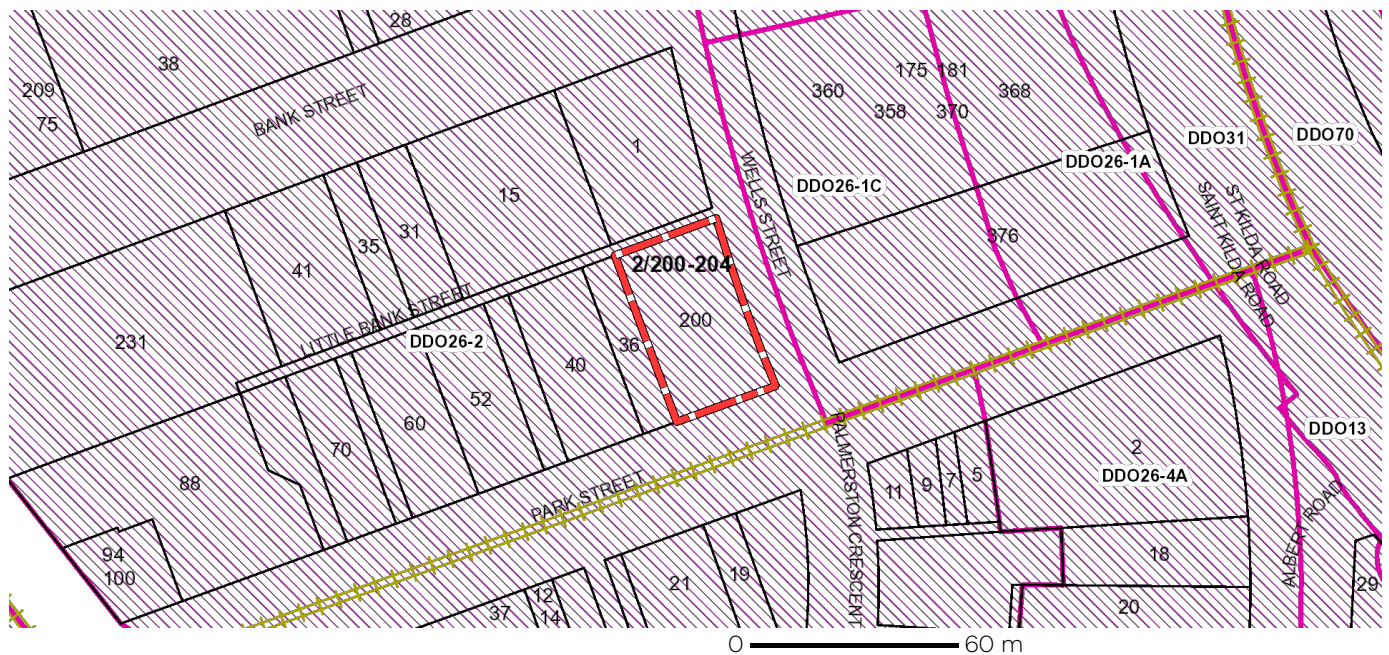 28
38
209
75
BANK STREET
175 181
360
358
370
368
DDO31
DDO70
1
WELLS STREET
DDO26-1C
DDO26-1A
15
ST KILDA ROAD
SAINT KILDA ROAD
376
31
35
41
2/200-204
LITTLE BANK STREET
200
231
DDO26-2
36
40
52
60
70
88
PARK STREET
PALMERSTON CRESCENT
DDO13
2
DDO26-4A
5
7
9
11
94
100
18
ALBERT ROAD
19
21
29
12
14
37
20
0 60 m